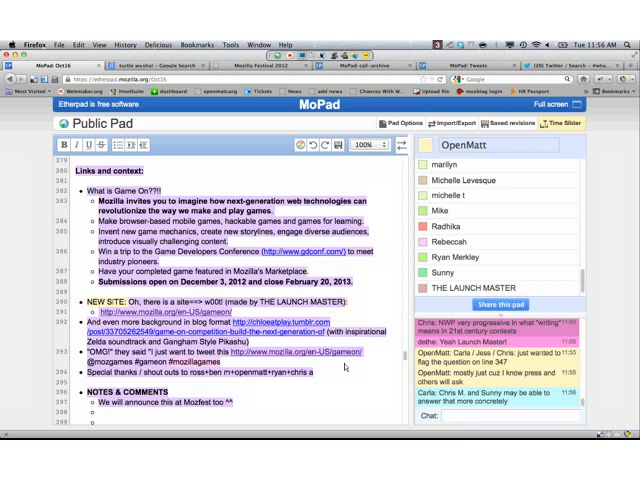 Firefox File Edit View History Bookmarks Tools Window Help
Tue 11:56 AM
MoPad: Oct16
turtle wushu! - Google Search
Mozilla Festival 2012
MoPad: call-archive
MoPad: Tweets
(20) Twitter / Search - #wha...
https://etherpad.mozilla.org/Oct16
Google
Most Visited Webmaker.org HootSuite dashboard openmatt.org Tickets News add news Chances With W... Upload file mozblog login HR Passport
Bookmarks
Etherpad is free software
MoPad
Full screen
Public Pad
Pad Options Import/Export Saved revisions Time Slider
B I U S
100%
379
380 Links and context:
381
382 What is Game On??!!
383 Mozilla invites you to imagine how next-generation web technologies can
revolutionize the way we make and play games.
384 Make browser-based mobile games, hackable games and games for learning.
385 Invent new game mechanics, create new storylines, engage diverse audiences,
introduce visually challenging content.
386 Win a trip to the Game Developers Conference (http://www.gdconf.com/) to meet
industry pioneers.
387 Have your completed game featured in Mozilla's Marketplace.
388 Submissions open on December 3, 2012 and close February 20, 2013.
389
390 NEW SITE: Oh, there is a site==> w00t! (made by THE LAUNCH MASTER):
391 http://www.mozilla.org/en-US/gameon/
392 And even more background in blog format http://chloeatplay.tumblr.com
/post/33705262549/game-on-competition-build-the-next-generation-of (with inspirational
Zelda soundtrack and Gangham Style Pikashu)
393 "OMG!" they said "I just want to tweet this http://www.mozilla.org/en-US/gameon/
@mozgames #gameon #mozillagames
394 Special thanks / shout outs to ross+ben m+openmatt+ryan+chris a
395
396 NOTES & COMMENTS
397 We will announce this at Mozfest too ^^
398
399
OpenMatt
marilyn
Michelle Levesque
michelle t
Mike
Radhika
Rebeccah
Ryan Merkley
Sunny
THE LAUNCH MASTER
Share this pad
Chris: NWP very progressive in what "writing" 11:55
means in 21st century contexts
dethe: Yeah Launch Master! 11:55
OpenMatt: Carla / Jess / Chris: just wanted to 11:55
flag the question on line 347
OpenMatt: mostly just cuz I know press and 11:55
others will ask
Carla: Chris M. and Sunny may be able to 11:56
answer that more concretely
Chat: